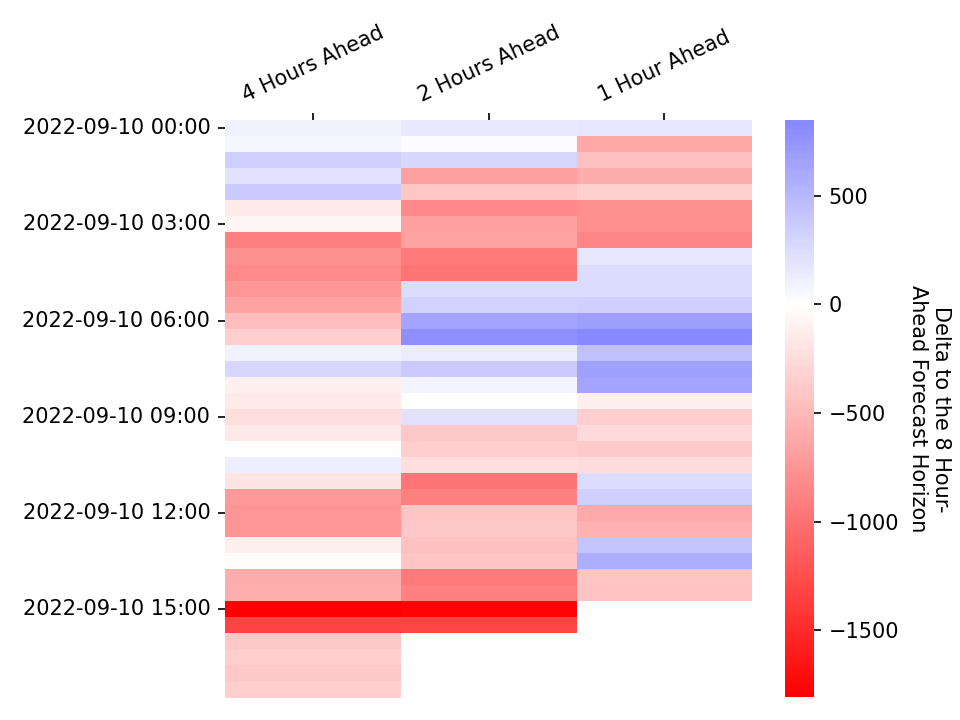 4 Hours Ahead
2 Hours Ahead
1 Hour Ahead
2022-09-10 00:00
2022-09-10 03:00
2022-09-10 06:00
2022-09-10 09:00
2022-09-10 12:00
2022-09-10 15:00
500
0
−500
−1000
−1500
Delta to the 8 Hour-
Ahead Forecast Horizon